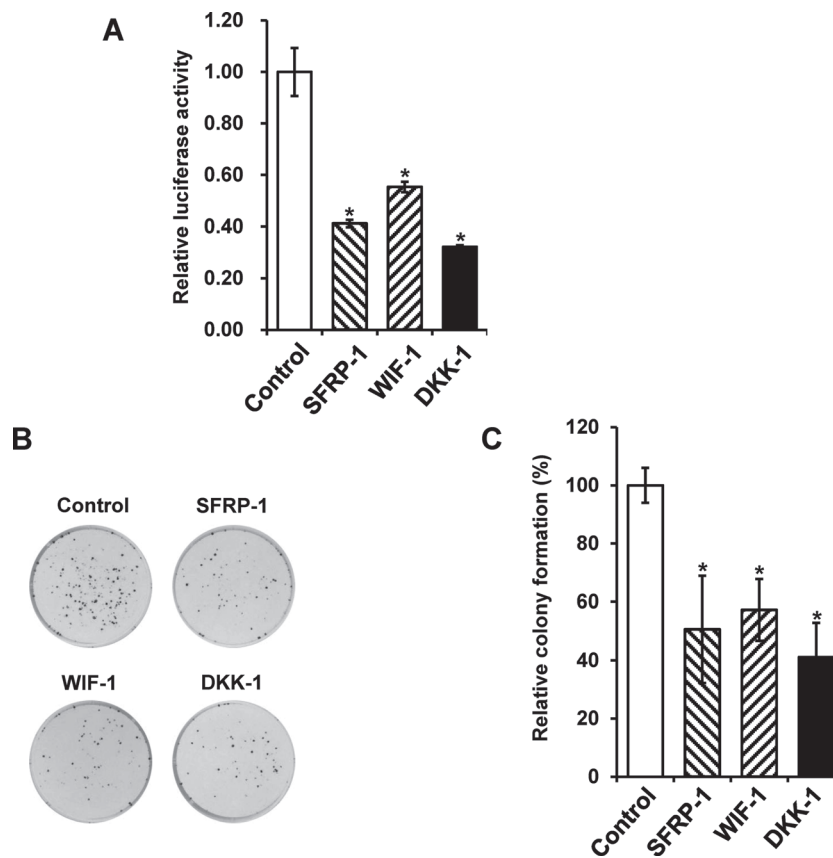 A
Relative luciferase activity
1.20
1.00
0.80
0.60
0.40
0.20
0.00
*
*
*
Control
SFRP-1
WIF-1
DKK-1
B
Control
SFRP-1
WIF-1
DKK-1
C
Relative colony formation (%)
120
100
80
60
40
20
0
*
*
*
Control
SFRP-1
WIF-1
DKK-1